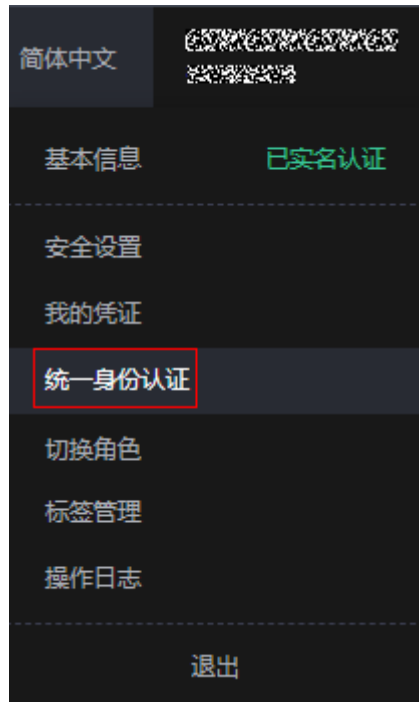 简体中文
基本信息 已实名认证
安全设置
我的凭证
统一身份认证
切换角色
标签管理
操作日志
退出